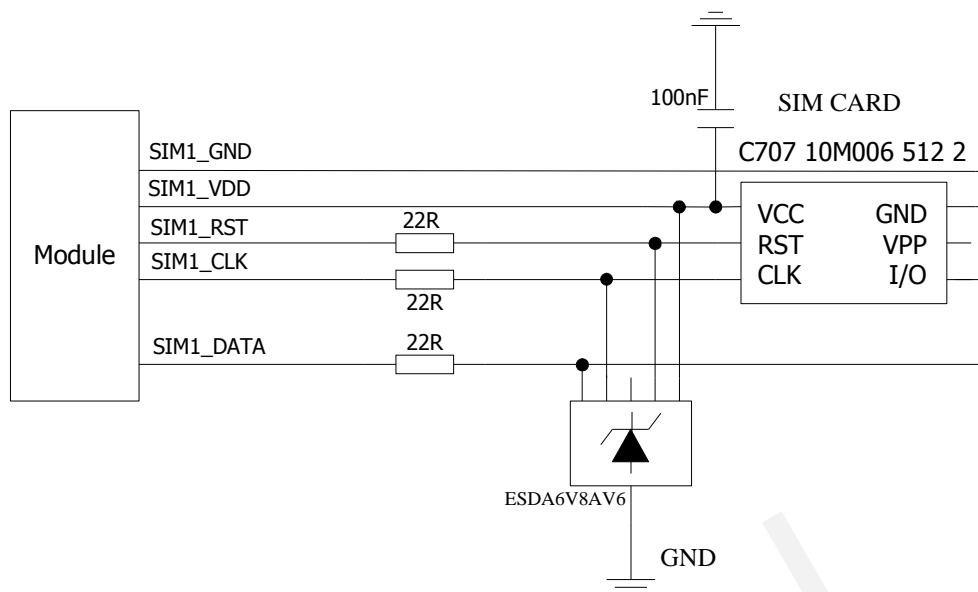 100nF
SIM CARD
C707 10M006 512 2
SIM1_GND
SIM1_VDD
SIM1_RST
SIM1_CLK
SIM1_DATA
Module
22R
22R
22R
VCC GND
RST VPP
CLK I/O
ESDA6V8AV6
GND